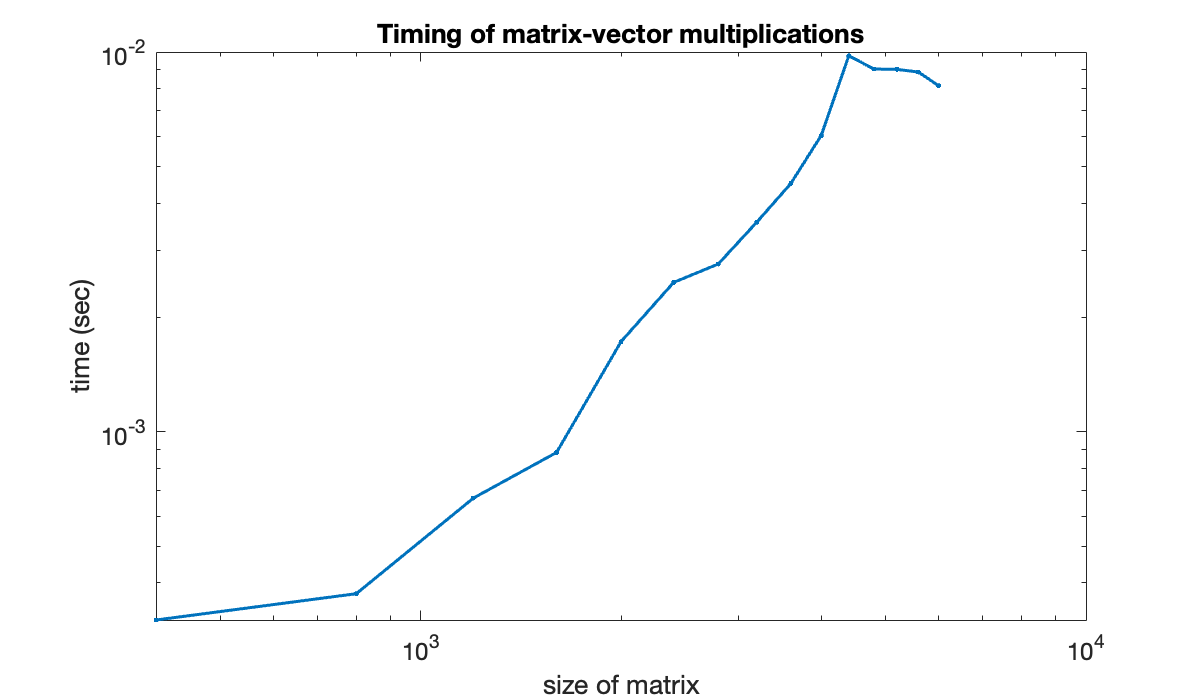 Timing of matrix-vector multiplications
10^-2
time (sec)
10^-3
10^3
10^4
size of matrix